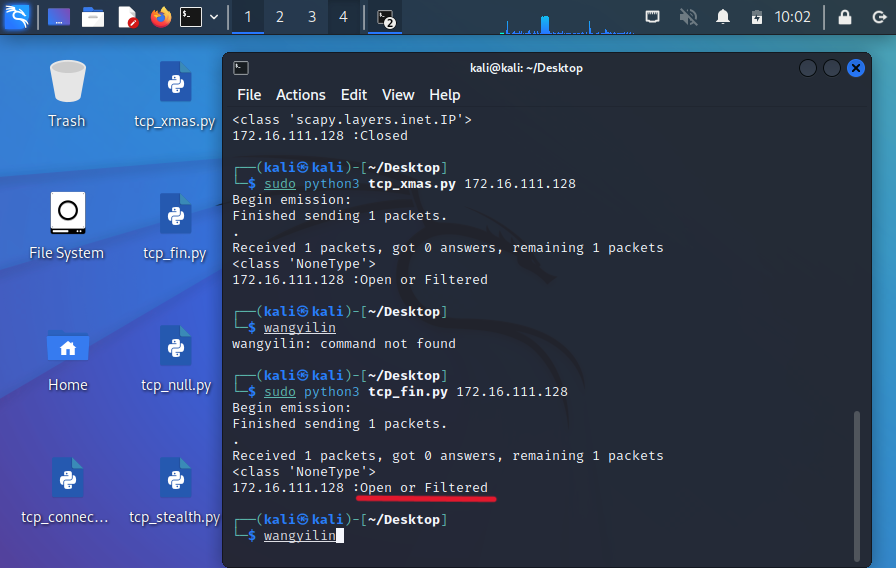 1 2 3 4 2 10:02
kali@kali: ~/Desktop
File Actions Edit View Help
<class 'scapy.layers.inet.IP'>
172.16.111.128 :Closed
┌──(kali㉿kali)-[~/Desktop]
└─$ sudo python3 tcp_xmas.py 172.16.111.128
Begin emission:
Finished sending 1 packets.
.
Received 1 packets, got 0 answers, remaining 1 packets
<class 'NoneType'>
172.16.111.128 :Open or Filtered
┌──(kali㉿kali)-[~/Desktop]
└─$ wangyilin
wangyilin: command not found
┌──(kali㉿kali)-[~/Desktop]
└─$ sudo python3 tcp_fin.py 172.16.111.128
Begin emission:
Finished sending 1 packets.
.
Received 1 packets, got 0 answers, remaining 1 packets
<class 'NoneType'>
172.16.111.128 :Open or Filtered
┌──(kali㉿kali)-[~/Desktop]
└─$ wangyilin
Trash
tcp_xmas.py
File System
tcp_fin.py
Home
tcp_null.py
tcp_connec...
tcp_stealth.py